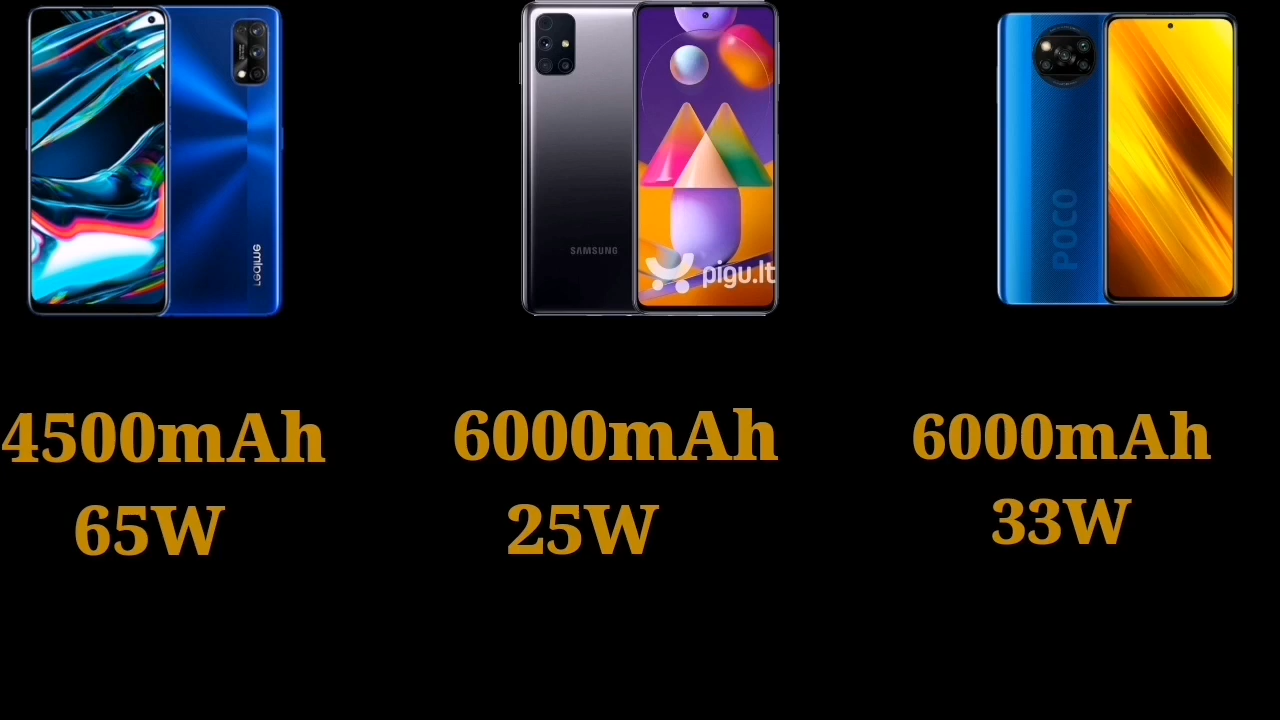 realme
SAMSUNG
pigu.lt
POCO
4500mAh
65W
6000mAh
25W
6000mAh
33W